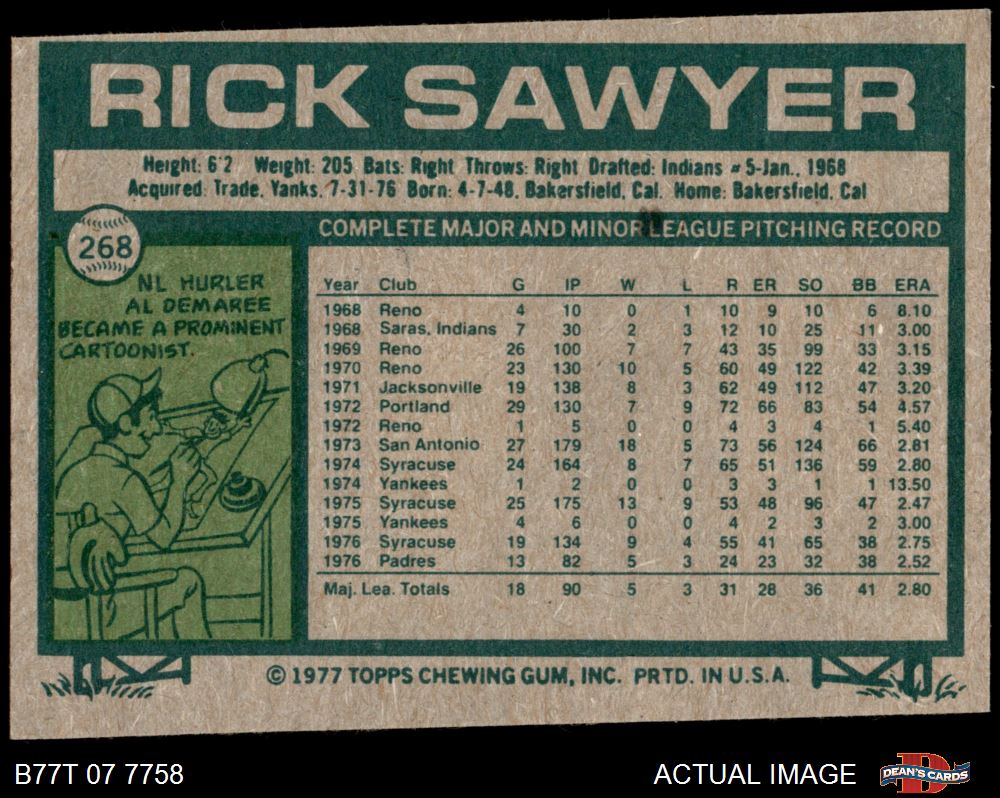 RICK SAWYER
Height: 6'2 Weight: 205 Bats: Right Throws: Right Drafted: Indians #5-Jan., 1968
Acquired: Trade, Yanks, 7-31-76 Born: 4-7-48, Bakersfield, Cal. Home: Bakersfield, Cal
268
NL HURLER
AL DEMAREE
BECAME A PROMINENT
CARTOONIST.
COMPLETE MAJOR AND MINOR LEAGUE PITCHING RECORD
Year Club G IP W L R ER SO BB ERA
1968 Reno 4 10 0 1 10 9 10 6 8.10
1968 Saras. Indians 7 30 2 3 12 10 25 11 3.00
1969 Reno 26 100 7 7 43 35 99 33 3.15
1970 Reno 23 130 10 5 60 49 122 42 3.39
1971 Jacksonville 19 138 8 3 62 49 112 47 3.20
1972 Portland 29 130 7 9 72 66 83 54 4.57
1972 Reno 1 5 0 0 4 3 4 1 5.40
1973 San Antonio 27 179 18 5 73 56 124 66 2.81
1974 Syracuse 24 164 8 7 65 51 136 59 2.80
1974 Yankees 1 2 0 0 3 3 1 1 13.50
1975 Syracuse 25 175 13 9 53 48 96 47 2.47
1975 Yankees 4 6 0 0 4 2 3 2 3.00
1976 Syracuse 19 134 9 4 55 41 65 38 2.75
1976 Padres 13 82 5 3 24 23 32 38 2.52
Maj. Lea. Totals 18 90 5 3 31 28 36 41 2.80
© 1977 TOPPS CHEWING GUM, INC. PRTD. IN U.S.A.
B77T 07 7758
ACTUAL IMAGE
D
DEAN'S CARDS